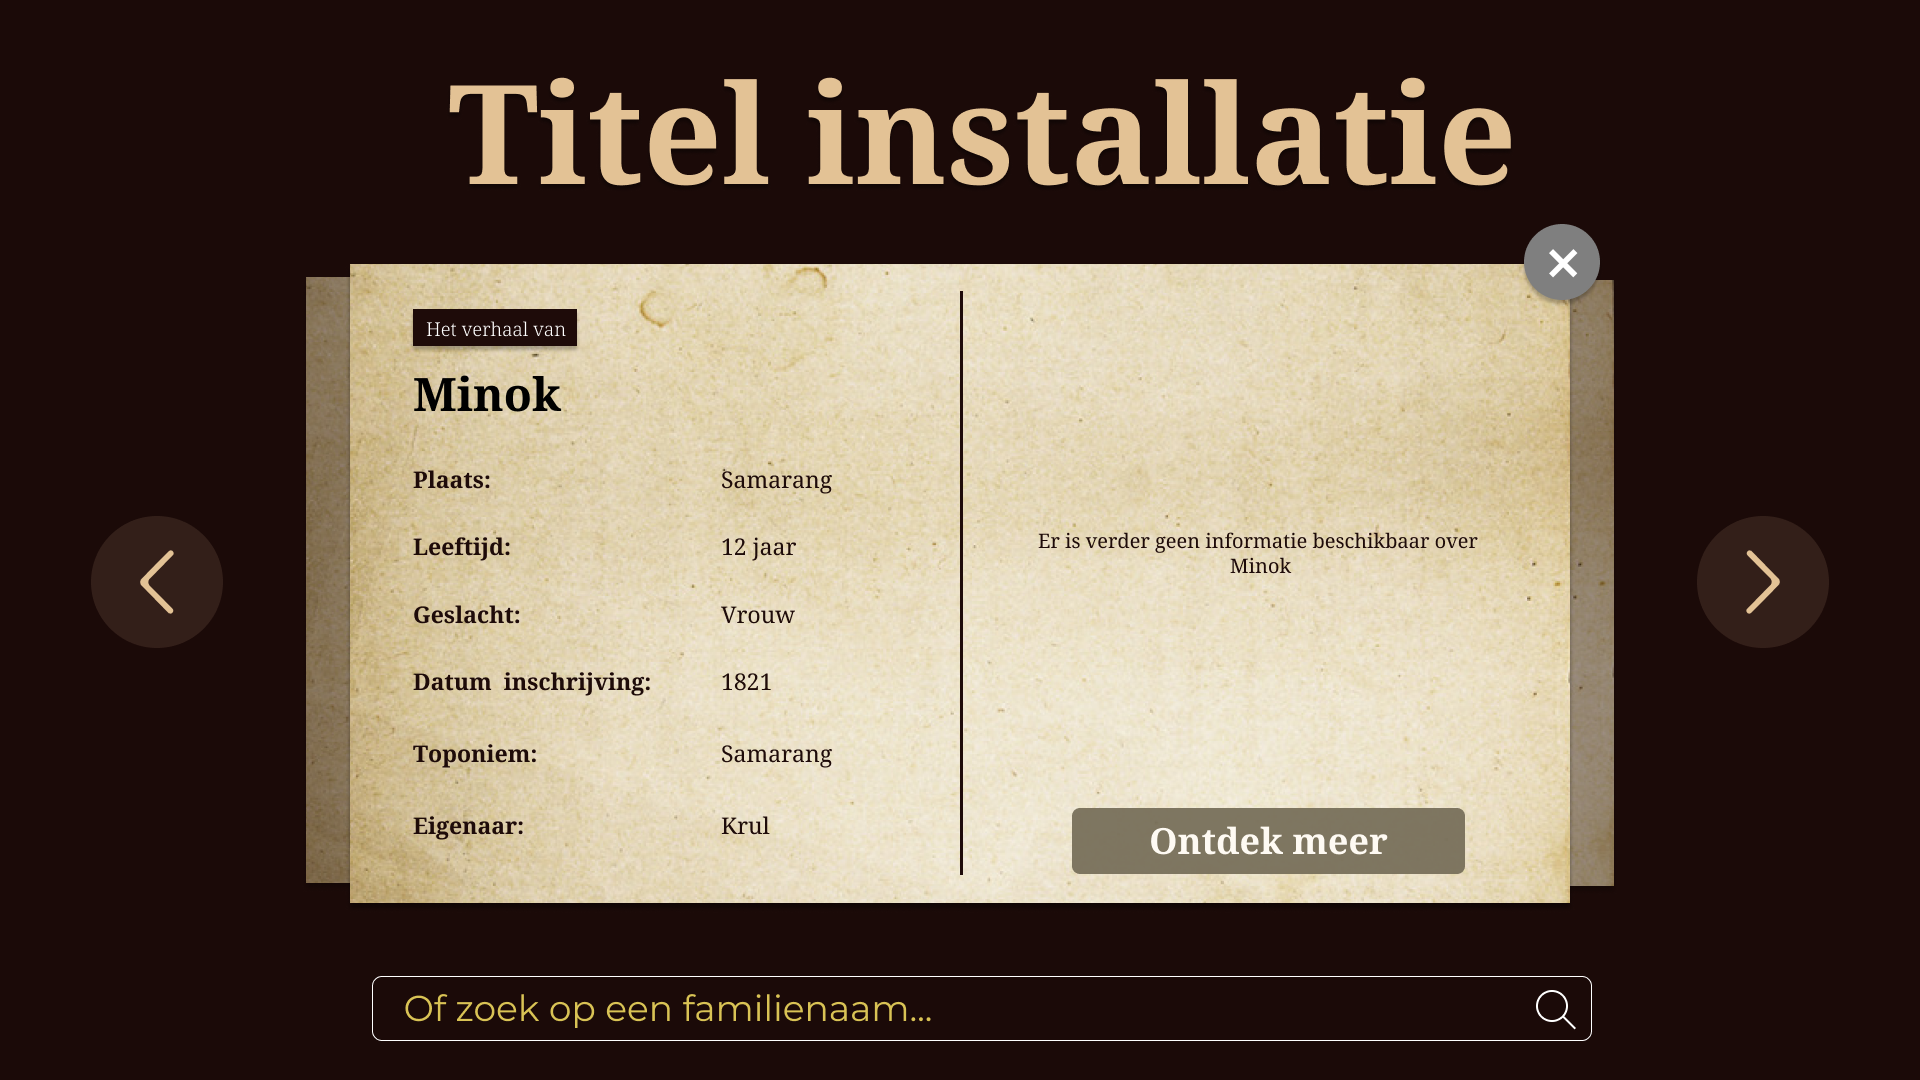 Titel installatie
Het verhaal van
Minok
Plaats: Samarang
Leeftijd: 12 jaar
Geslacht: Vrouw
Datum inschrijving: 1821
Toponiem: Samarang
Eigenaar: Krul
Er is verder geen informatie beschikbaar over
Minok
Ontdek meer
Of zoek op een familienaam...